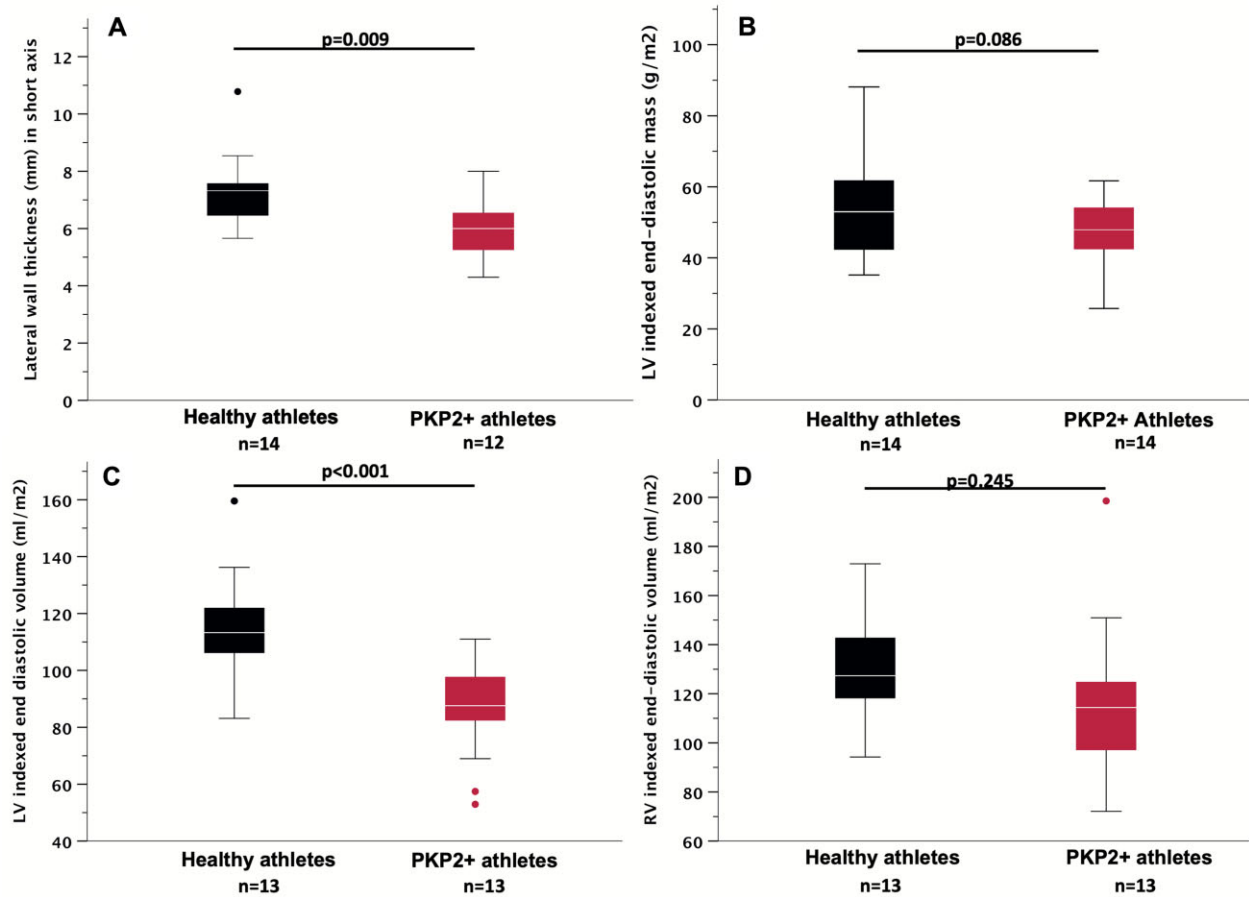 A
p=0.009
Lateral wall thickness (mm) in short axis
12
10
8
6
4
2
0
Healthy athletes
PKP2+ athletes
n=14
n=12
B
p=0.086
LV indexed end-diastolic mass (g/m2)
100
80
60
40
20
0
Healthy athletes
PKP2+ Athletes
n=14
n=14
C
p<0.001
LV indexed end diastolic volume (ml/m2)
160
140
120
100
80
60
40
Healthy athletes
PKP2+ athletes
n=13
n=13
D
p=0.245
RV indexed end-diastolic volume (ml/m2)
200
180
160
140
120
100
80
60
Healthy athletes
PKP2+ athletes
n=13
n=13